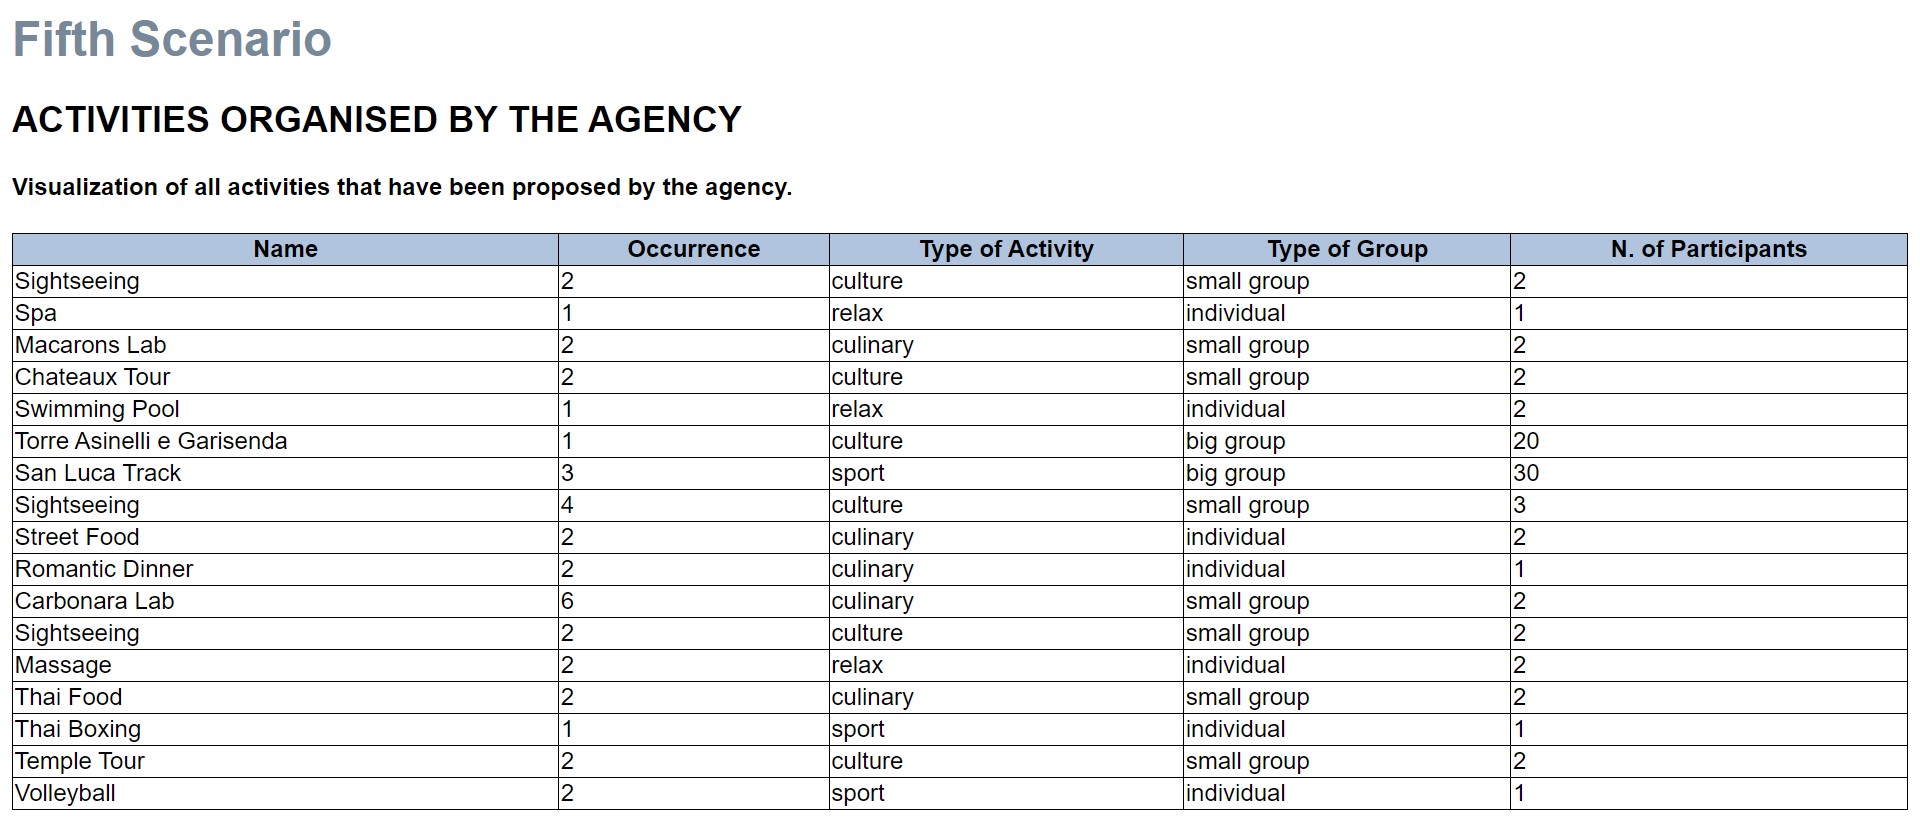 Fifth Scenario
ACTIVITIES ORGANISED BY THE AGENCY
Visualization of all activities that have been proposed by the agency.
Name Occurrence Type of Activity Type of Group N. of Participants
Sightseeing 2 culture small group 2
Spa 1 relax individual 1
Macarons Lab 2 culinary small group 2
Chateaux Tour 2 culture small group 2
Swimming Pool 1 relax individual 2
Torre Asinelli e Garisenda 1 culture big group 20
San Luca Track 3 sport big group 30
Sightseeing 4 culture small group 3
Street Food 2 culinary individual 2
Romantic Dinner 2 culinary individual 1
Carbonara Lab 6 culinary small group 2
Sightseeing 2 culture small group 2
Massage 2 relax individual 2
Thai Food 2 culinary small group 2
Thai Boxing 1 sport individual 1
Temple Tour 2 culture small group 2
Volleyball 2 sport individual 1